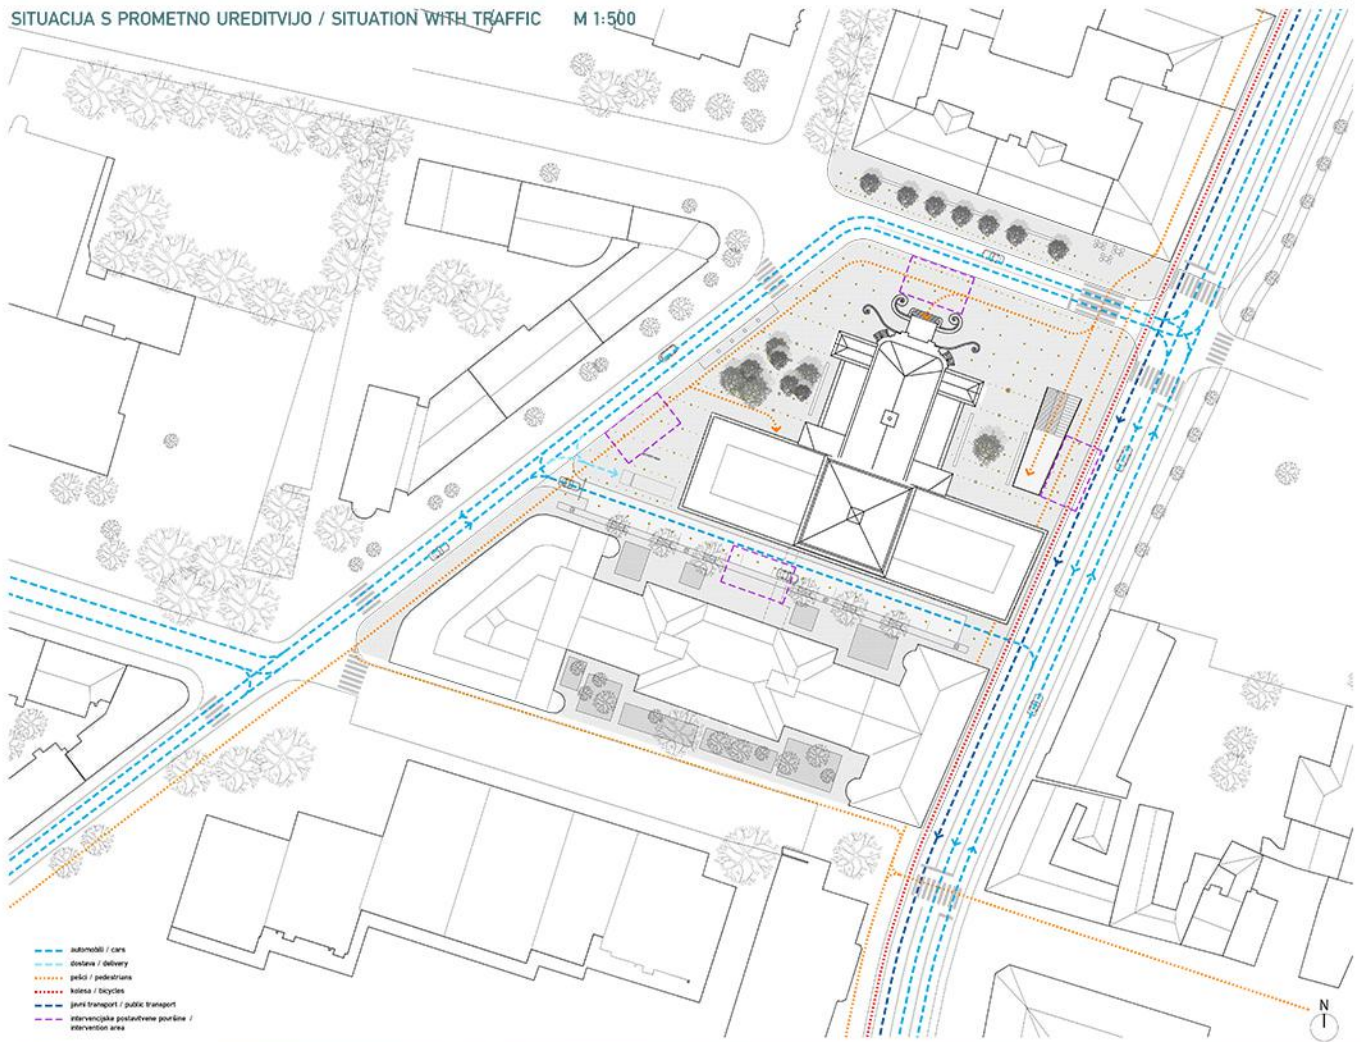 SITUACIJA S PROMETNO UREDITVIJO / SITUATION WITH TRAFFIC M 1:500
automobili / cars
dostava / delivery
pešci / pedestrians
kolesa / bicycles
javni transport / public transport
intervencijske postavitvene površine /
intervention area
N